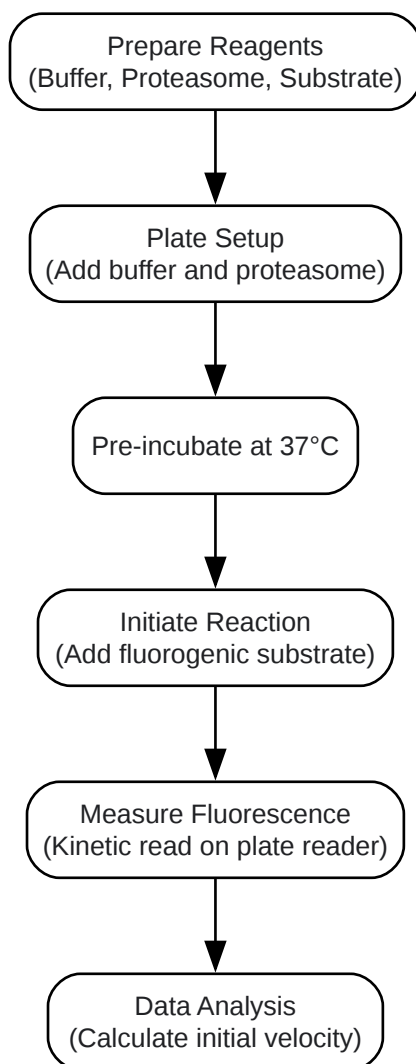 Prepare Reagents
(Buffer, Proteasome, Substrate)
Plate Setup
(Add buffer and proteasome)
Pre-incubate at 37°C
Initiate Reaction
(Add fluorogenic substrate)
Measure Fluorescence
(Kinetic read on plate reader)
Data Analysis
(Calculate initial velocity)